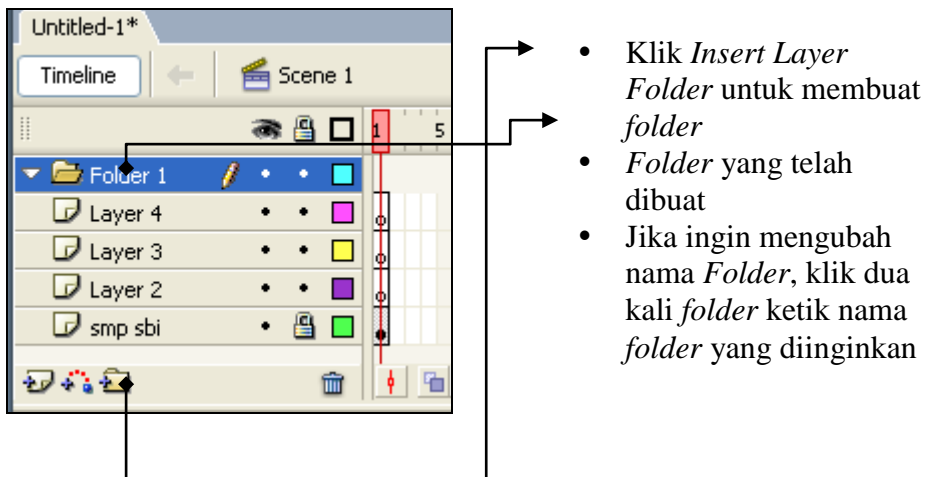 Untitled-1*
Timeline
Scene 1
1 5
Folder 1
Layer 4
Layer 3
Layer 2
smp sbi
• Klik Insert Layer
Folder untuk membuat
folder
• Folder yang telah
dibuat
• Jika ingin mengubah
nama Folder, klik dua
kali folder ketik nama
folder yang diinginkan